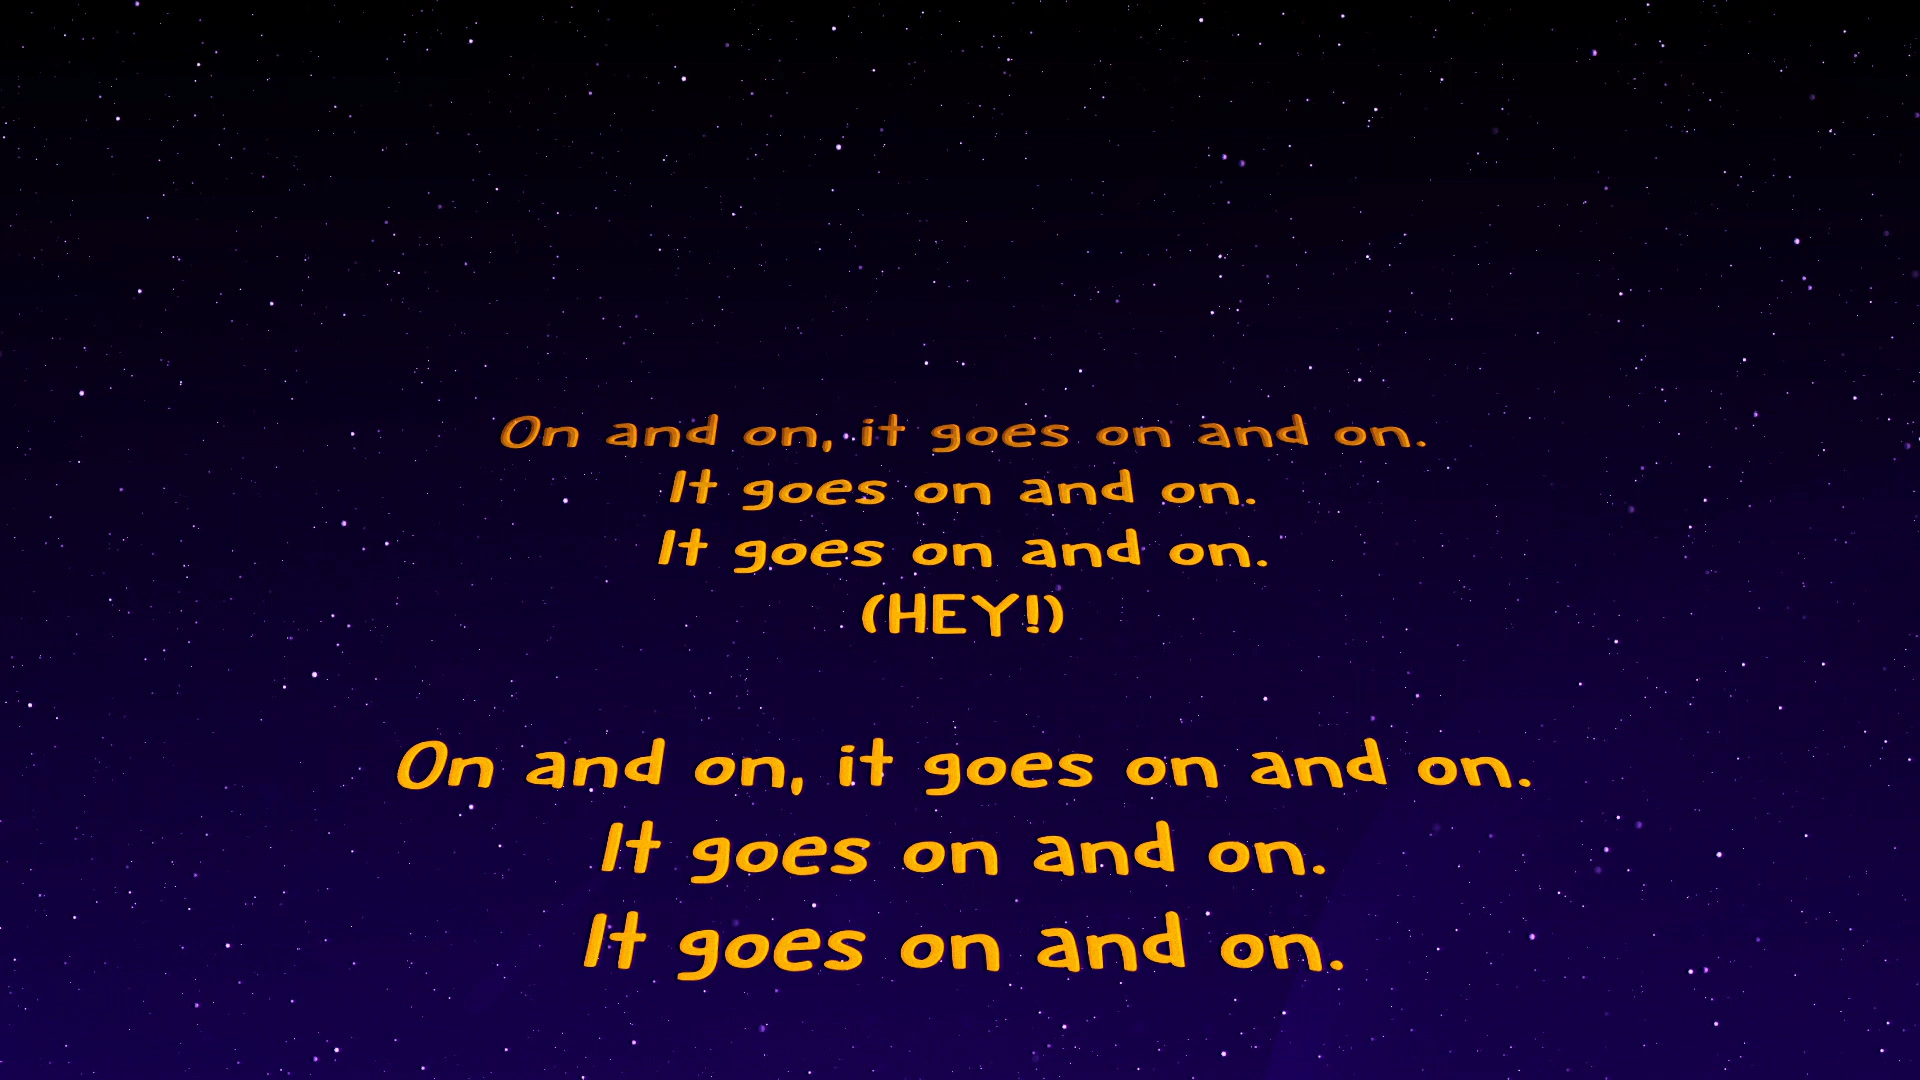 On and on, it goes on and on.
It goes on and on.
It goes on and on.
(HEY!)
On and on, it goes on and on.
It goes on and on.
It goes on and on.